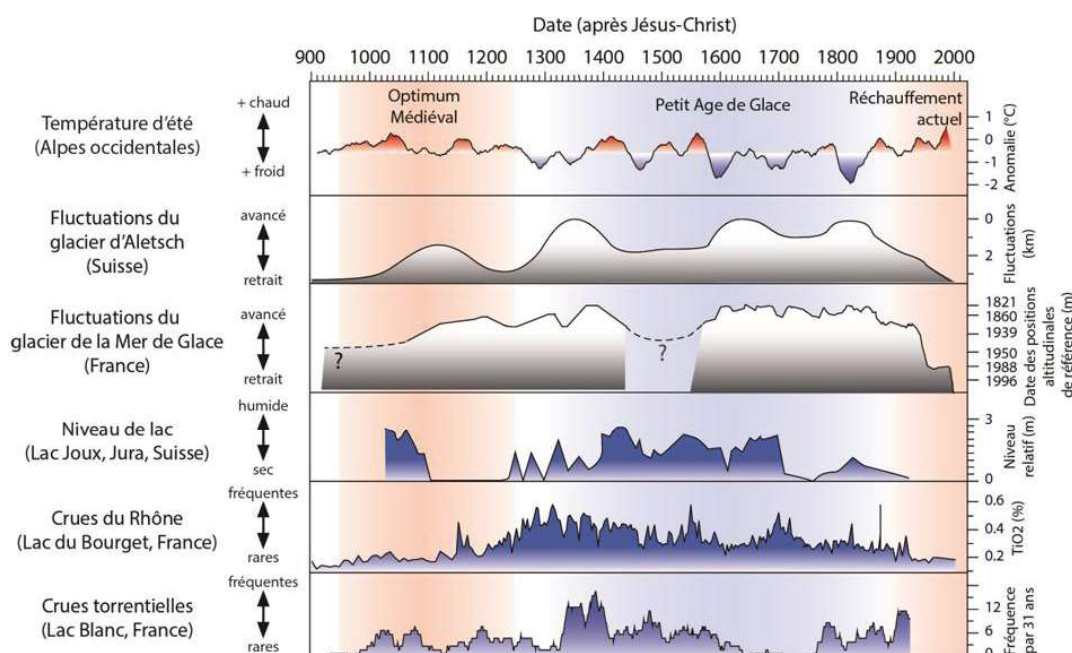 Date (après Jésus-Christ)
900 1000 1100 1200 1300 1400 1500 1600 1700 1800 1900 2000
Optimum
Médiéval
Petit Age de Glace
Réchauffement
actuel
Température d'été
(Alpes occidentales)
+ chaud
+ froid
1
0
-1
-2
Anomalie (°C)
Fluctuations du
glacier d'Aletsch
(Suisse)
avancé
retrait
0
2
Fluctuations
(km)
Fluctuations du
glacier de la Mer de Glace
(France)
avancé
retrait
?
?
1821
1860
1939
1950
1988
1996
Date des positions
altitudinales
de référence (m)
Niveau de lac
(Lac Joux, Jura, Suisse)
humide
sec
3
0
Niveau
relatif (m)
Crues du Rhône
(Lac du Bourget, France)
fréquentes
rares
0.6
0.4
0.2
TiO2 (%)
Crues torrentielles
(Lac Blanc, France)
fréquentes
rares
12
6
0
Fréquence
par 31 ans